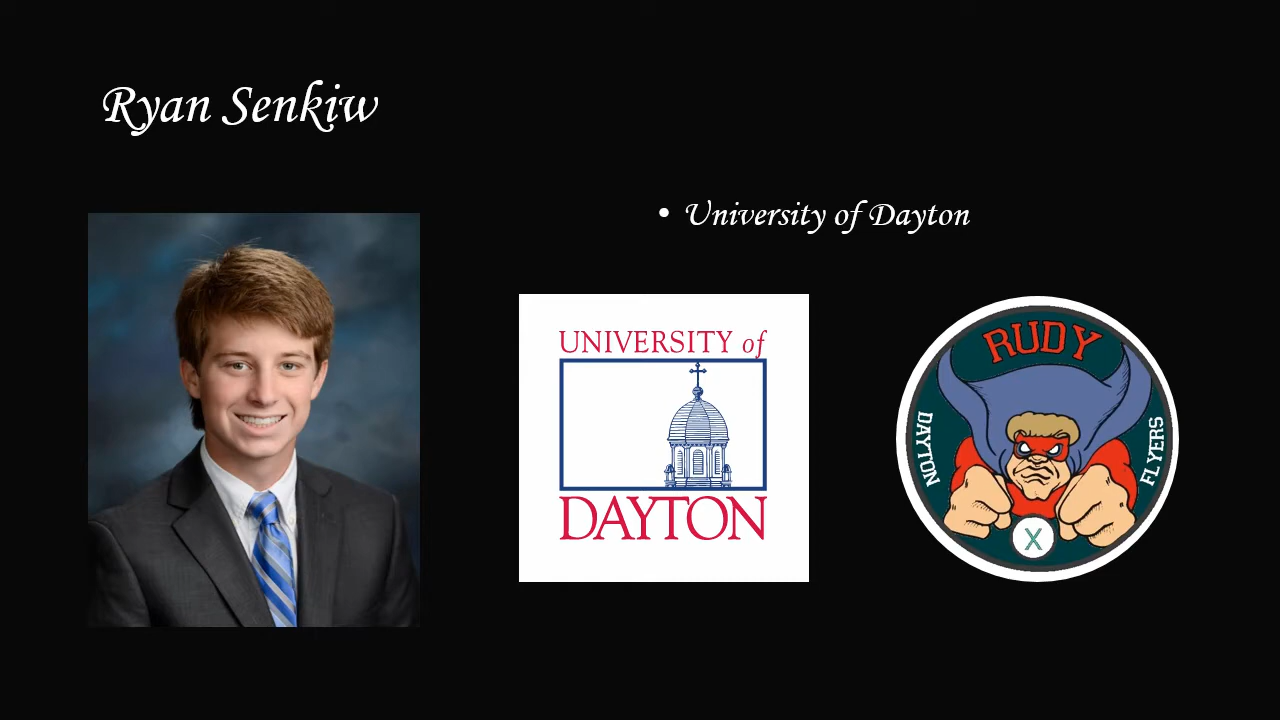 Ryan Senkiw
• University of Dayton
UNIVERSITY of
DAYTON
RUDY
DAYTON
FLYERS
X